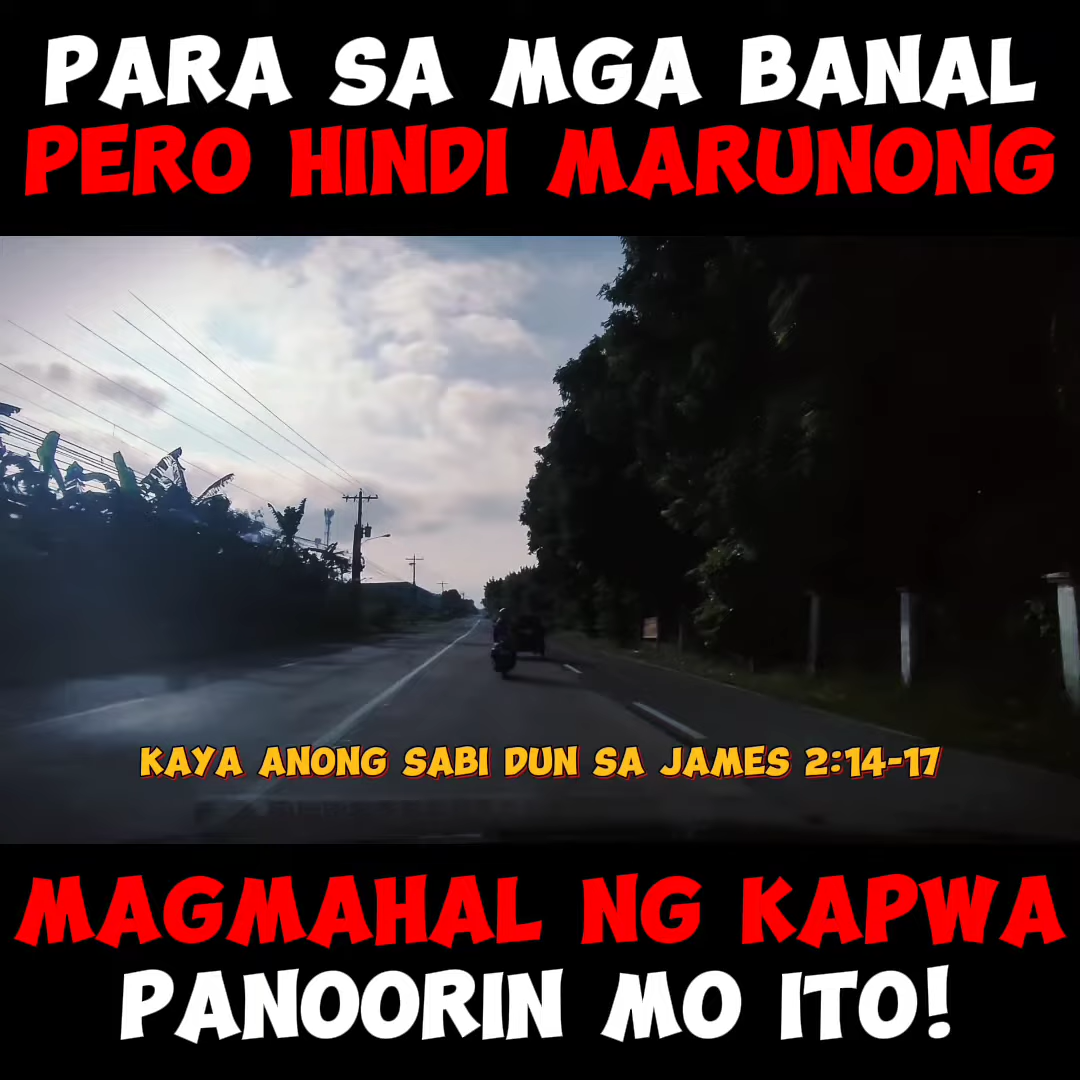 PARA SA MGA BANAL
PERO HINDI MARUNONG
KAYA ANONG SABI DUN SA JAMES 2:14-17
MAGMAHAL NG KAPWA
PANOORIN MO ITO!